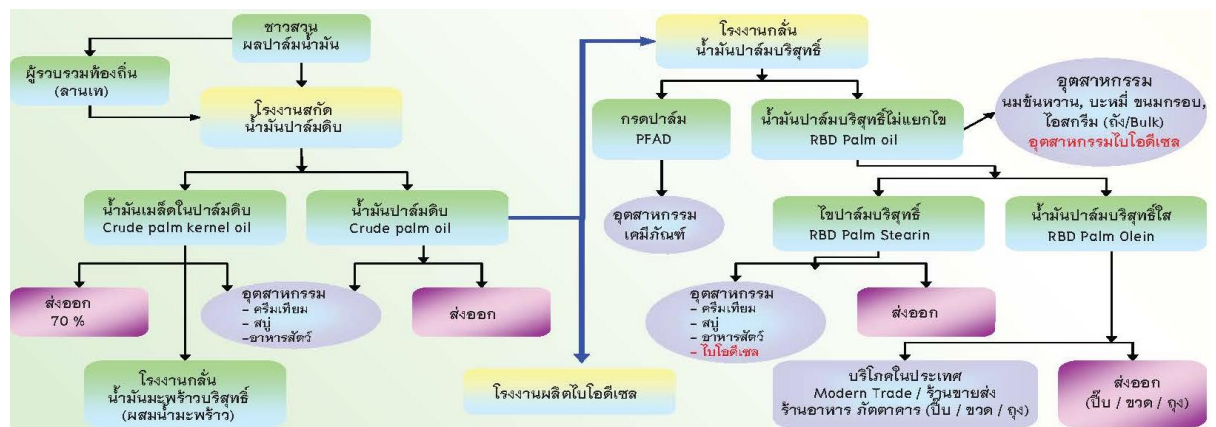 ชาวสวน
ผลปาล์มน้ำมัน
ผู้รวบรวมท้องถิ่น
(ลานเท)
โรงงานสกัด
น้ำมันปาล์มดิบ
น้ำมันเมล็ดในปาล์มดิบ
Crude palm kernel oil
น้ำมันปาล์มดิบ
Crude palm oil
ส่งออก
70 %
อุตสาหกรรม
- ครีมเทียม
- สบู่
-อาหารสัตว์
ส่งออก
โรงงานกลั่น
น้ำมันมะพร้าวบริสุทธิ์
(ผสมน้ำมะพร้าว)
โรงงานผลิตไบโอดีเซล
โรงงานกลั่น
น้ำมันปาล์มบริสุทธิ์
กรดปาล์ม
PFAD
น้ำมันปาล์มบริสุทธิ์ไม่แยกไข
RBD Palm oil
อุตสาหกรรม
นมข้นหวาน, บะหมี่ ขนมกรอบ,
ไอสกรีม (ถัง/Bulk)
อุตสาหกรรมไบโอดีเซล
อุตสาหกรรม
เคมีภัณฑ์
ไขปาล์มบริสุทธิ์
RBD Palm Stearin
น้ำมันปาล์มบริสุทธิ์ใส
RBD Palm Olein
อุตสาหกรรม
- ครีมเทียม
- สบู่
- อาหารสัตว์
- ไบโอดีเซล
ส่งออก
บริโภคในประเทศ
Modern Trade / ร้านขายส่ง
ร้านอาหาร ภัตตาคาร (ปี๊บ / ขวด / ถุง)
ส่งออก
(ปี๊บ / ขวด / ถุง)